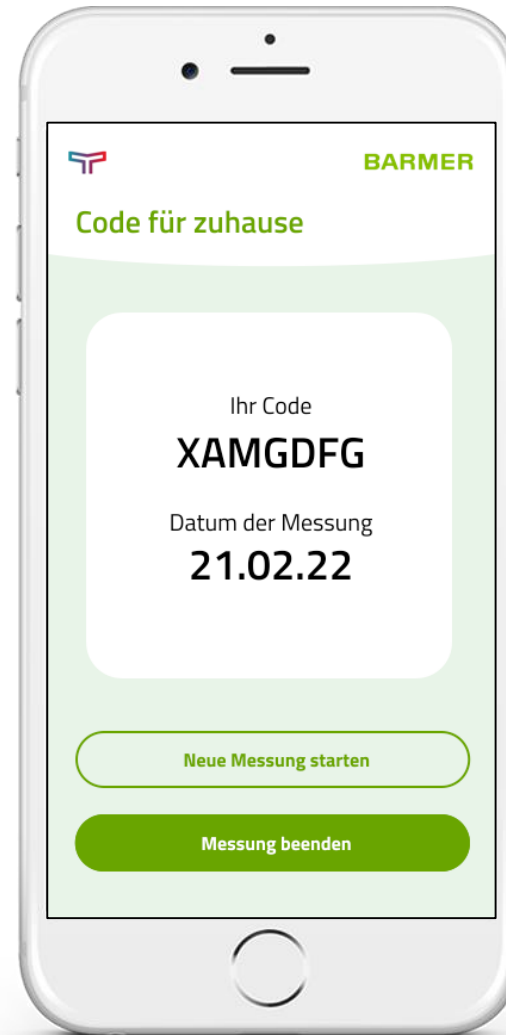 BARMER
Code für zuhause
Ihr Code
XAMGDFG
Datum der Messung
21.02.22
Neue Messung starten
Messung beenden